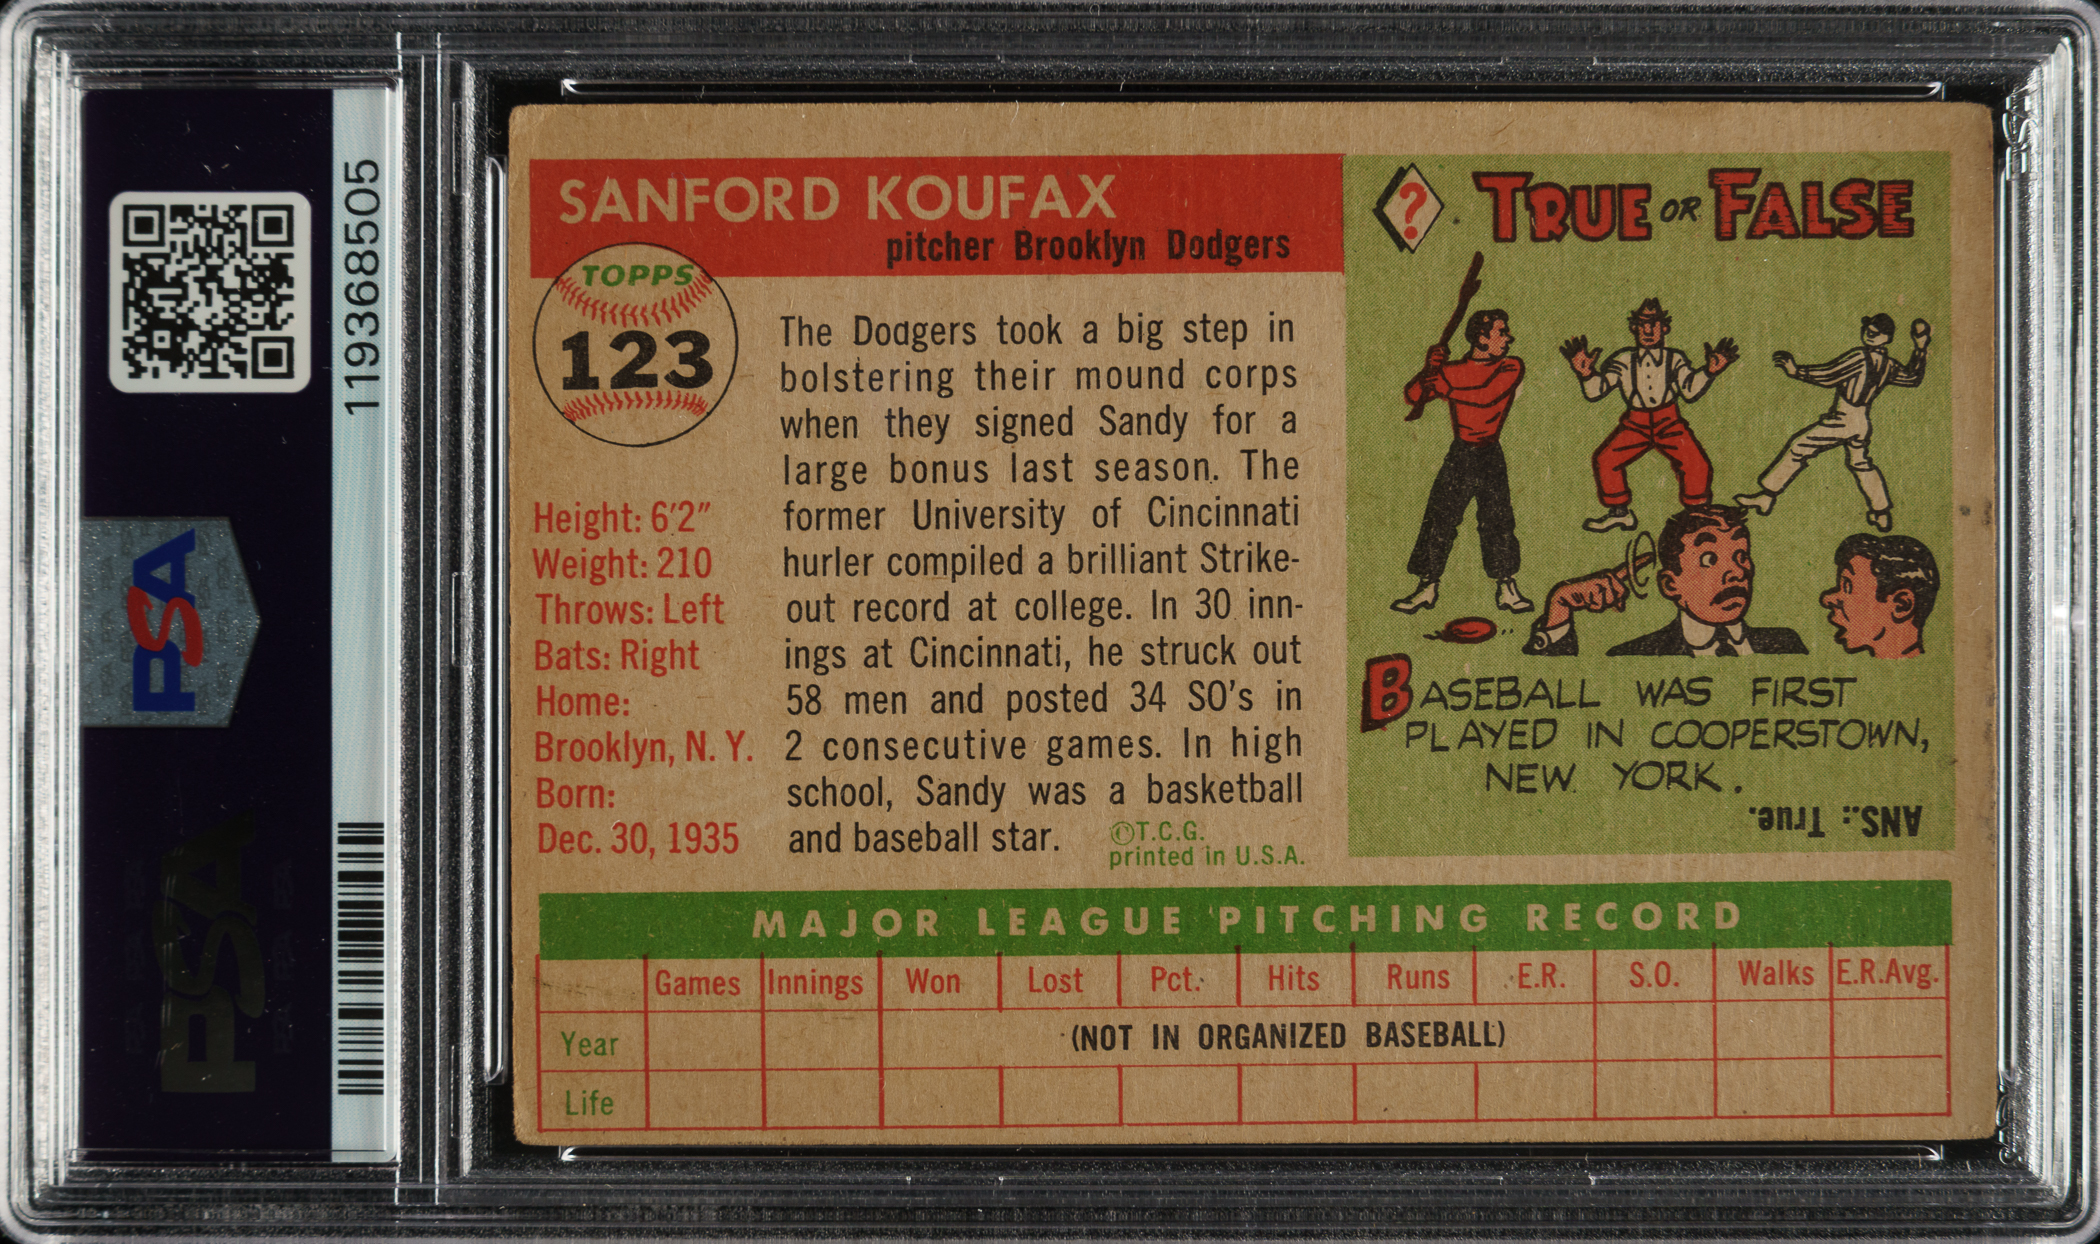 119368505
PSA
PSA
SANFORD KOUFAX
pitcher Brooklyn Dodgers
TOPPS
123
Height: 6'2"
Weight: 210
Throws: Left
Bats: Right
Home:
Brooklyn, N. Y.
Born:
Dec. 30, 1935
The Dodgers took a big step in
bolstering their mound corps
when they signed Sandy for a
large bonus last season. The
former University of Cincinnati
hurler compiled a brilliant Strike-
out record at college. In 30 inn-
ings at Cincinnati, he struck out
58 men and posted 34 SO's in
2 consecutive games. In high
school, Sandy was a basketball
and baseball star.
©T.C.G.
printed in U.S.A.
?
TRUE OR FALSE
BASEBALL WAS FIRST
PLAYED IN COOPERSTOWN,
NEW YORK.
ANS.: True.
MAJOR LEAGUE PITCHING RECORD
Games Innings Won Lost Pct. Hits Runs E.R. S.O. Walks E.R.Avg.
Year (NOT IN ORGANIZED BASEBALL)
Life